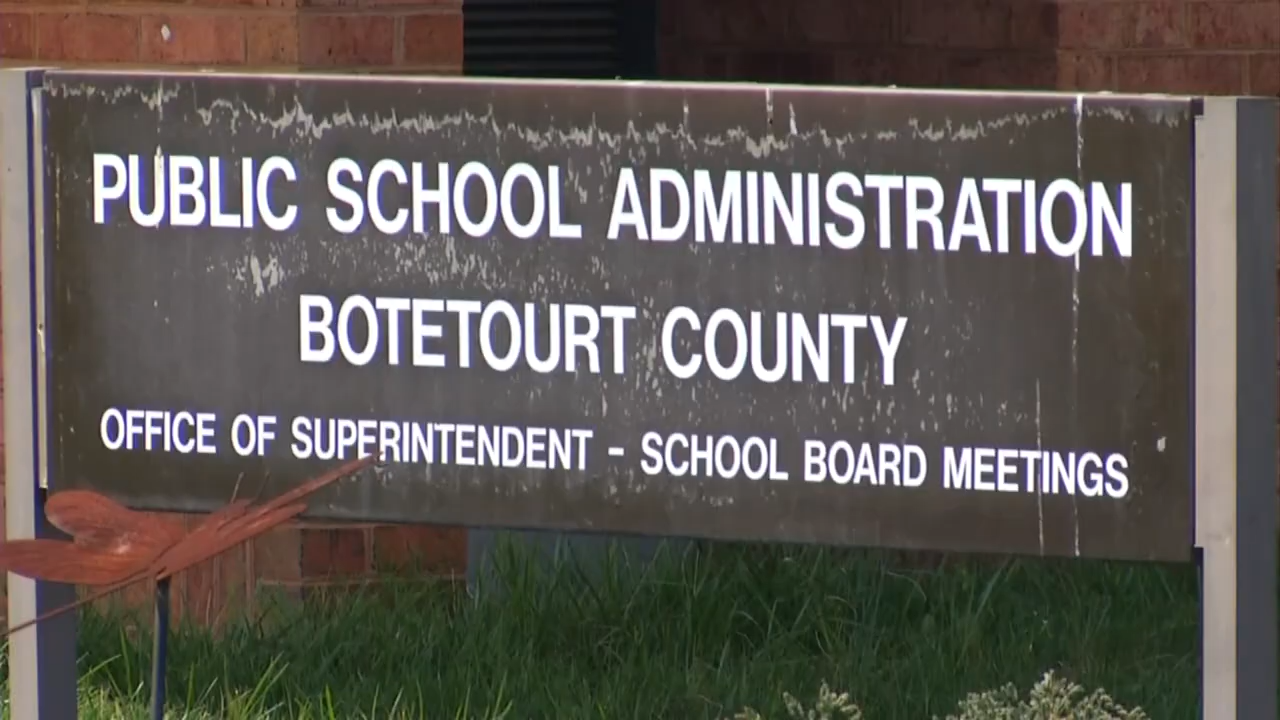 PUBLIC SCHOOL ADMINISTRATION
BOTETOURT COUNTY
OFFICE OF SUPERINTENDENT - SCHOOL BOARD MEETINGS